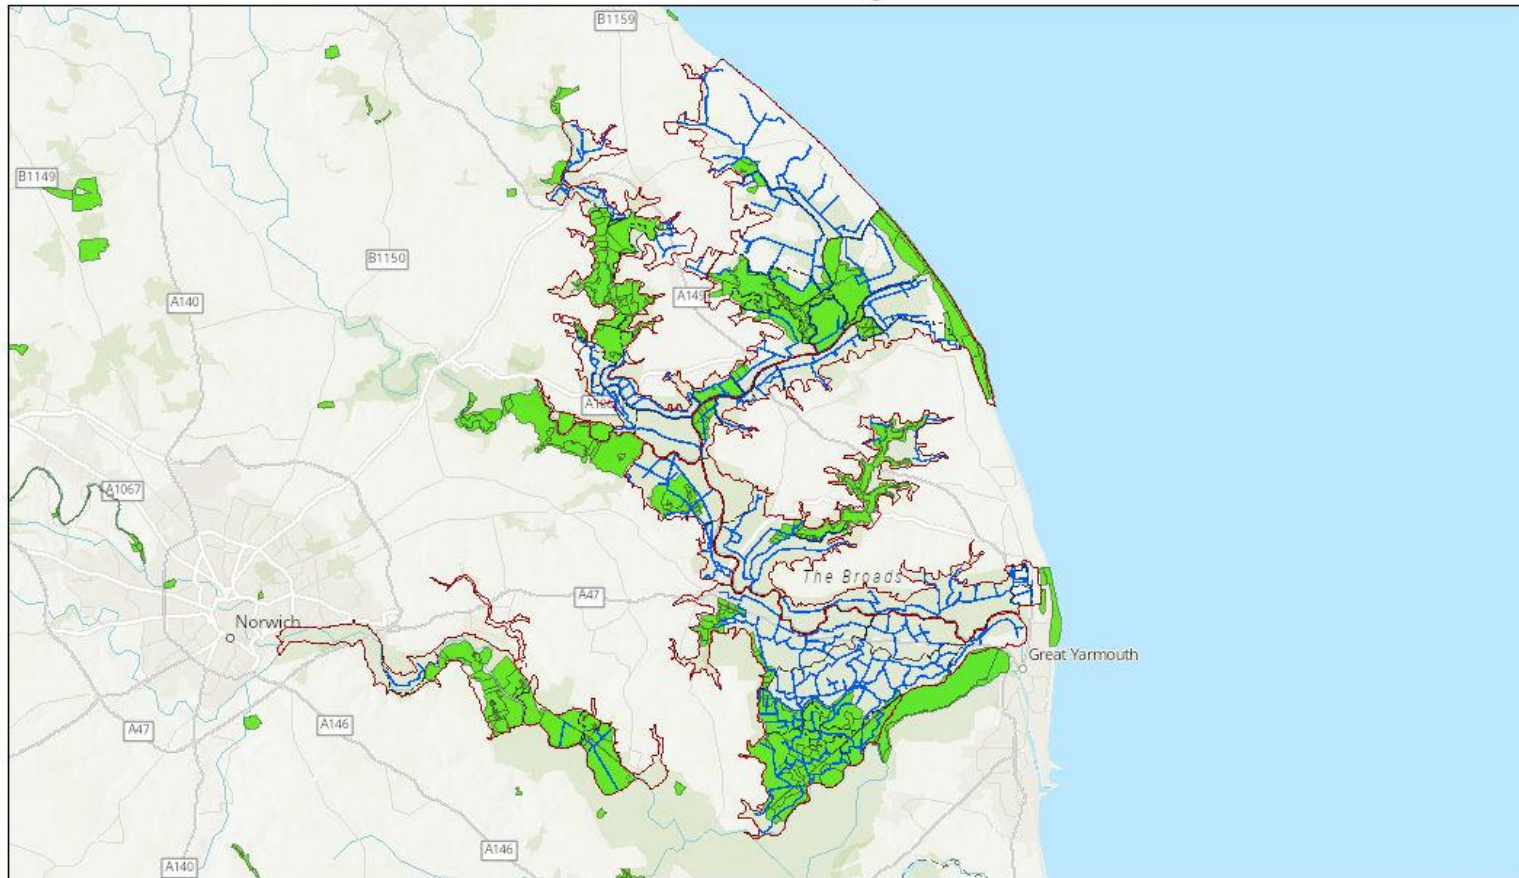 B1159
B1149
B1150
A140
A149
A1067
The Broads
A47
Norwich
Great Yarmouth
A47
A146
A146
A140